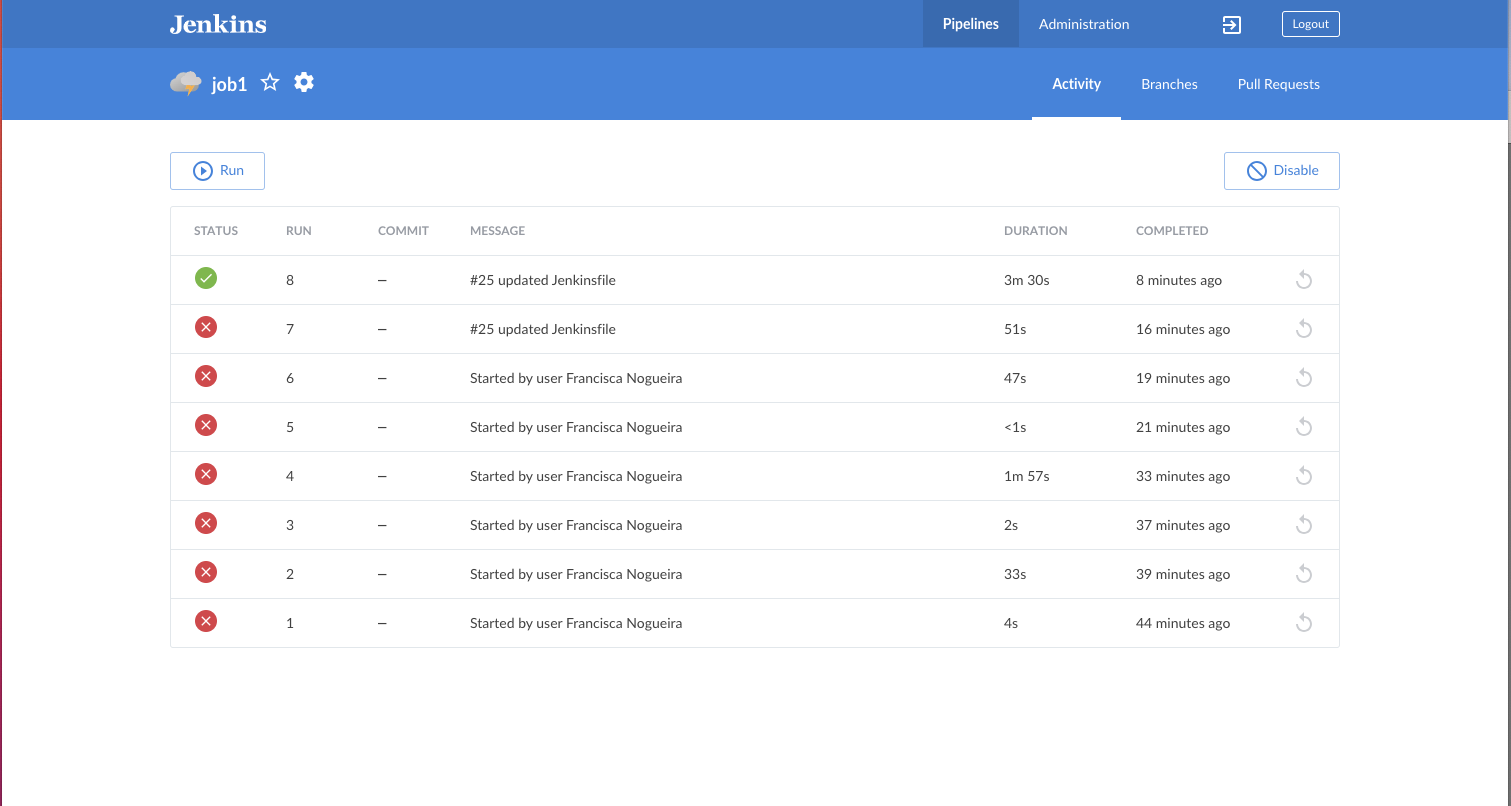 Jenkins Pipelines Administration Logout
job1 Activity Branches Pull Requests
Run Disable
STATUS RUN COMMIT MESSAGE DURATION COMPLETED
8 – #25 updated Jenkinsfile 3m 30s 8 minutes ago
7 – #25 updated Jenkinsfile 51s 16 minutes ago
6 – Started by user Francisca Nogueira 47s 19 minutes ago
5 – Started by user Francisca Nogueira <1s 21 minutes ago
4 – Started by user Francisca Nogueira 1m 57s 33 minutes ago
3 – Started by user Francisca Nogueira 2s 37 minutes ago
2 – Started by user Francisca Nogueira 33s 39 minutes ago
1 – Started by user Francisca Nogueira 4s 44 minutes ago